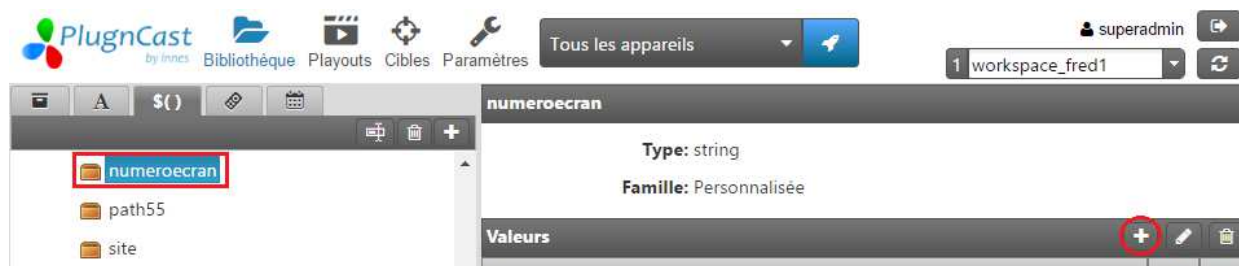 PlugnCast
by Innes
Bibliothèque Playouts Cibles Paramètres
Tous les appareils
superadmin
1 workspace_fred1
A $()
numeroecran
Type: string
Famille: Personnalisée
numeroecran
path55
site
Valeurs